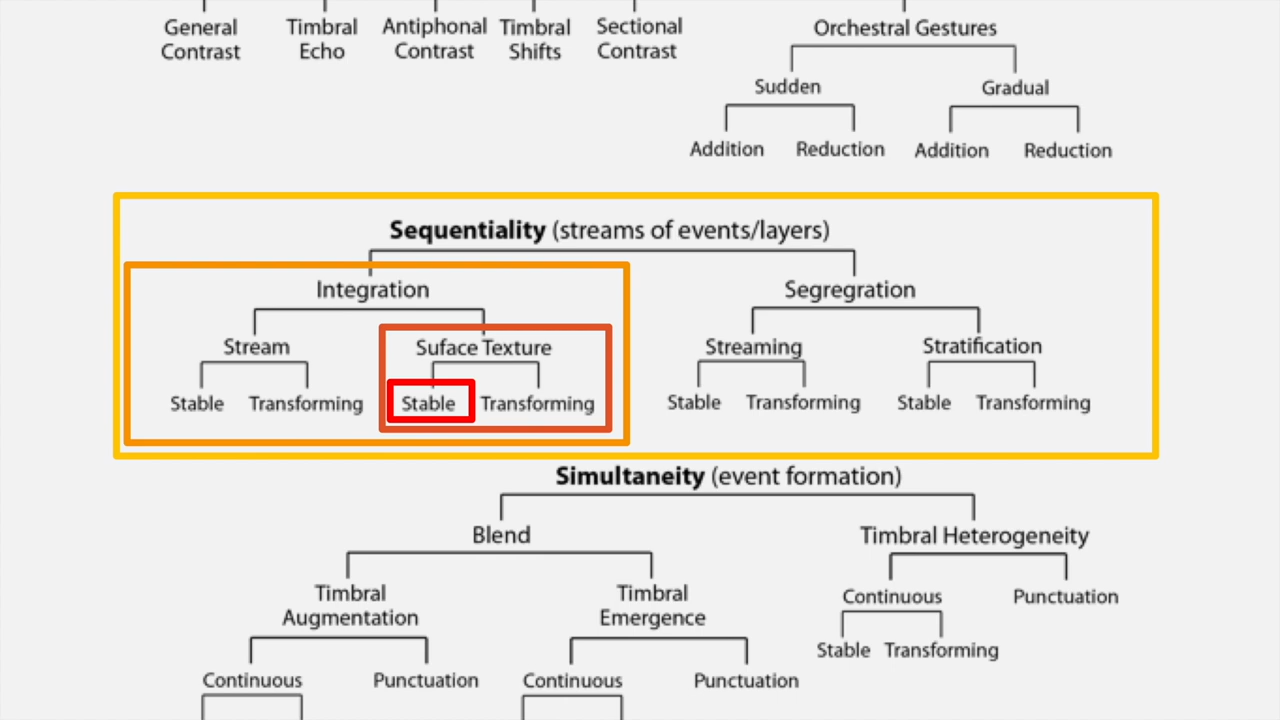 General Contrast
Timbral Echo
Antiphonal Contrast
Timbral Shifts
Sectional Contrast
Orchestral Gestures
Sudden
Gradual
Addition
Reduction
Addition
Reduction
Sequentiality (streams of events/layers)
Integration
Segregration
Stream
Suface Texture
Streaming
Stratification
Stable
Transforming
Stable
Transforming
Stable
Transforming
Stable
Transforming
Simultaneity (event formation)
Blend
Timbral Heterogeneity
Timbral Augmentation
Timbral Emergence
Continuous
Punctuation
Stable
Transforming
Continuous
Punctuation
Continuous
Punctuation